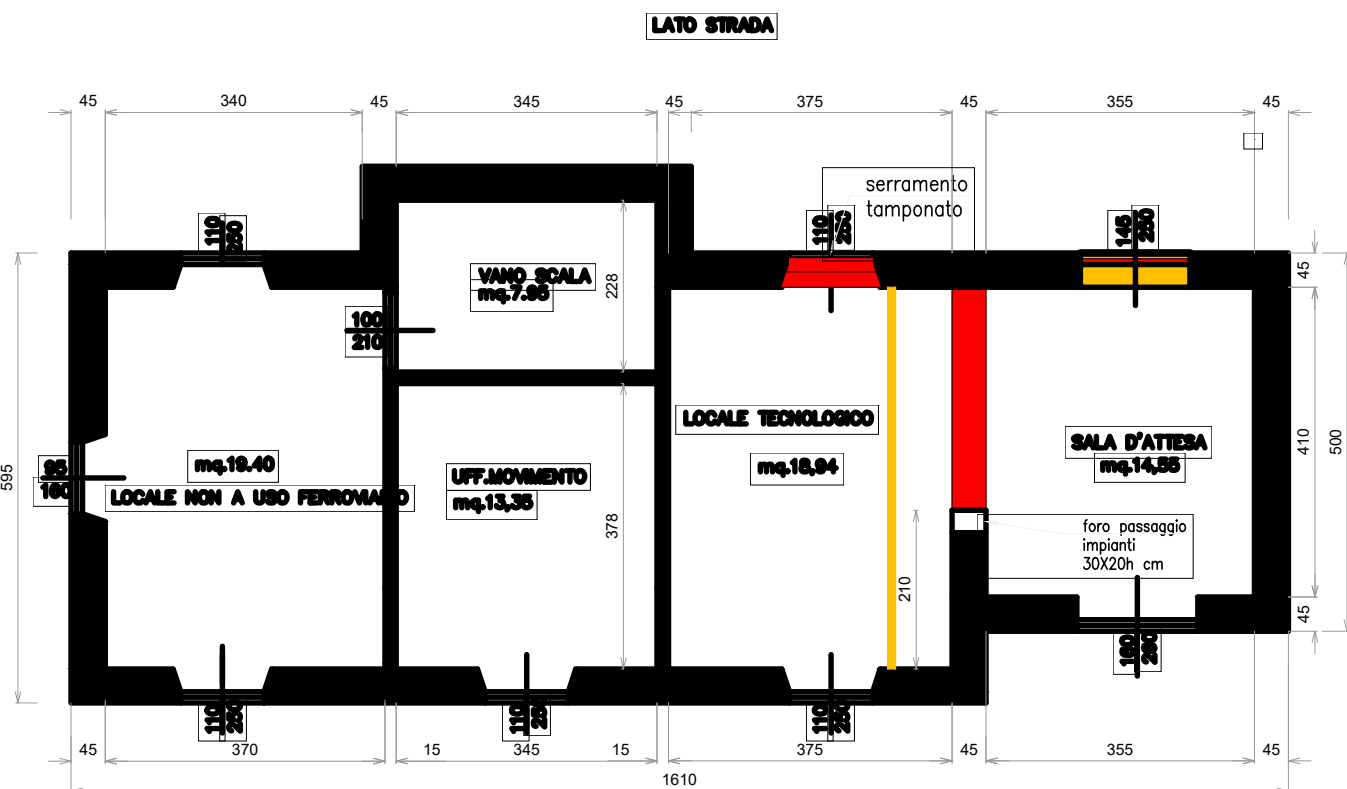 LATO STRADA
45 340 45 345 45 375 45 355 45
serramento
tamponato
110
250
110
250
145
250
45
VANO SCALA
mq.7.95
228
100
210
LOCALE TECNOLOGICO
mq.18,94
SALA D'ATTESA
mq.14,55
410
500
595
95
160
mq.19.40
LOCALE NON A USO FERROVIARIO
UFF.MOVIMENTO
mq.13,35
378
foro passaggio
impianti
30X20h cm
210
45
110
250
110
250
110
250
260
45 370 15 345 15 375 45 355 45
1610